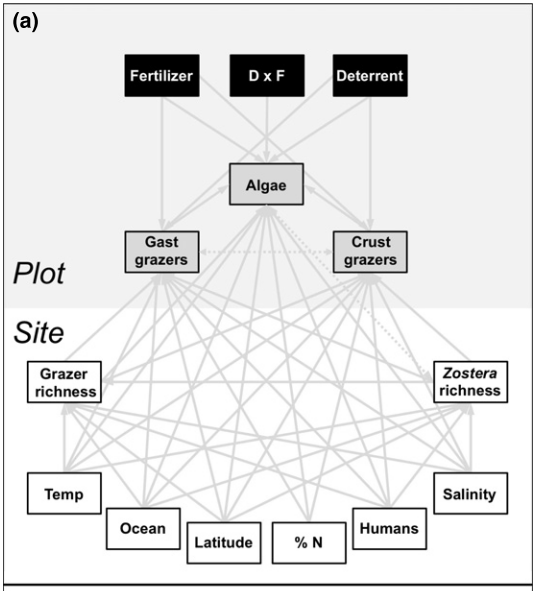 (a)
Fertilizer
D x F
Deterrent
Algae
Gast
grazers
Crust
grazers
Plot
Site
Grazer
richness
Zostera
richness
Temp
Salinity
Ocean
Humans
Latitude
% N